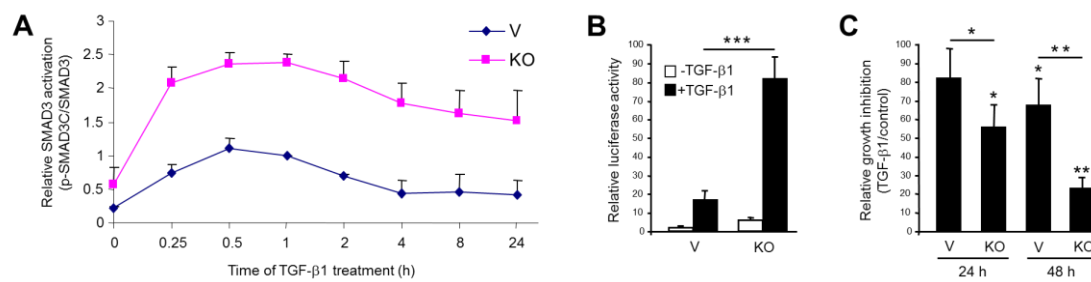 A
Relative SMAD3 activation
(p-SMAD3C/SMAD3)
3
2.5
2
1.5
1
0.5
0
V
KO
0 0.25 0.5 1 2 4 8 24
Time of TGF-β1 treatment (h)
B
Relative luciferase activity
100
90
80
70
60
50
40
30
20
10
0
***
-TGF-β1
+TGF-β1
V KO
C
Relative growth inhibition
(TGF-β1/control)
100
90
80
70
60
50
40
30
20
10
0
* **
* * **
V KO V KO
24 h 48 h